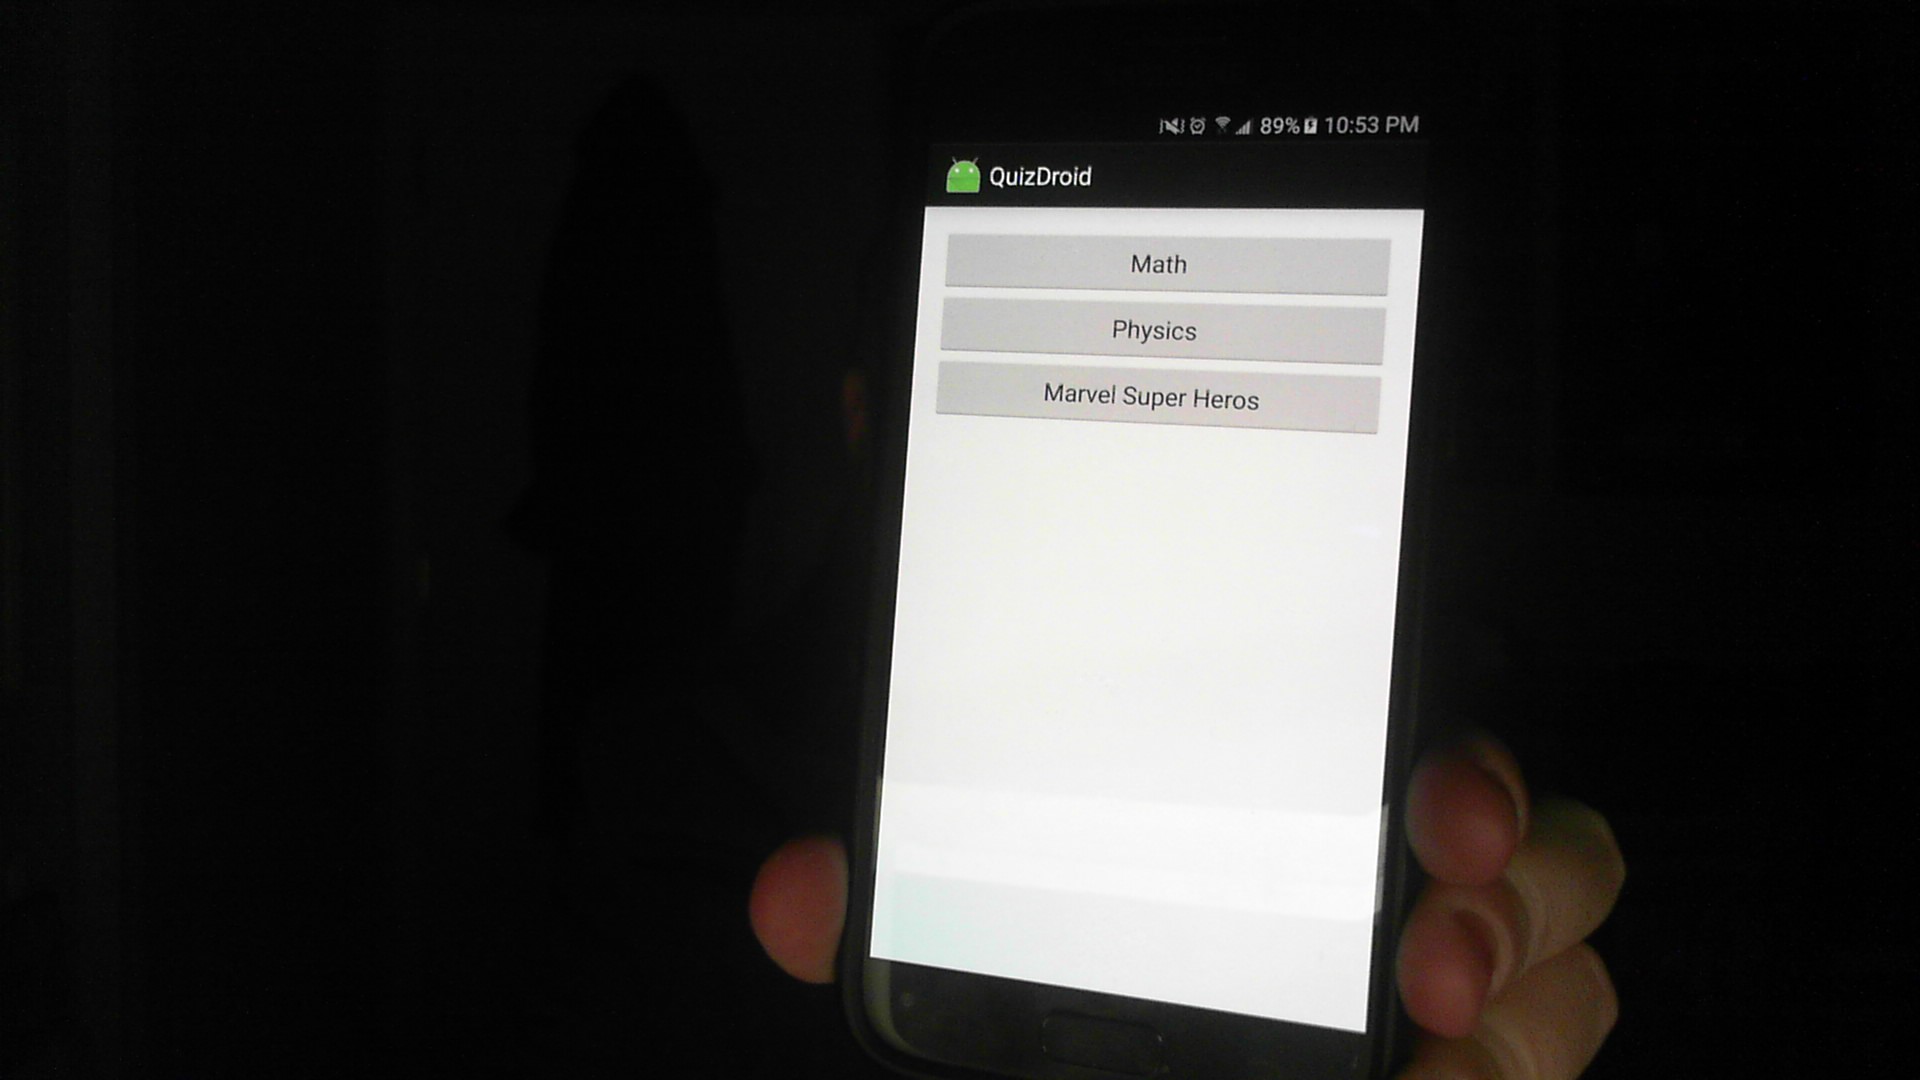 89% 10:53 PM
QuizDroid
Math
Physics
Marvel Super Heros